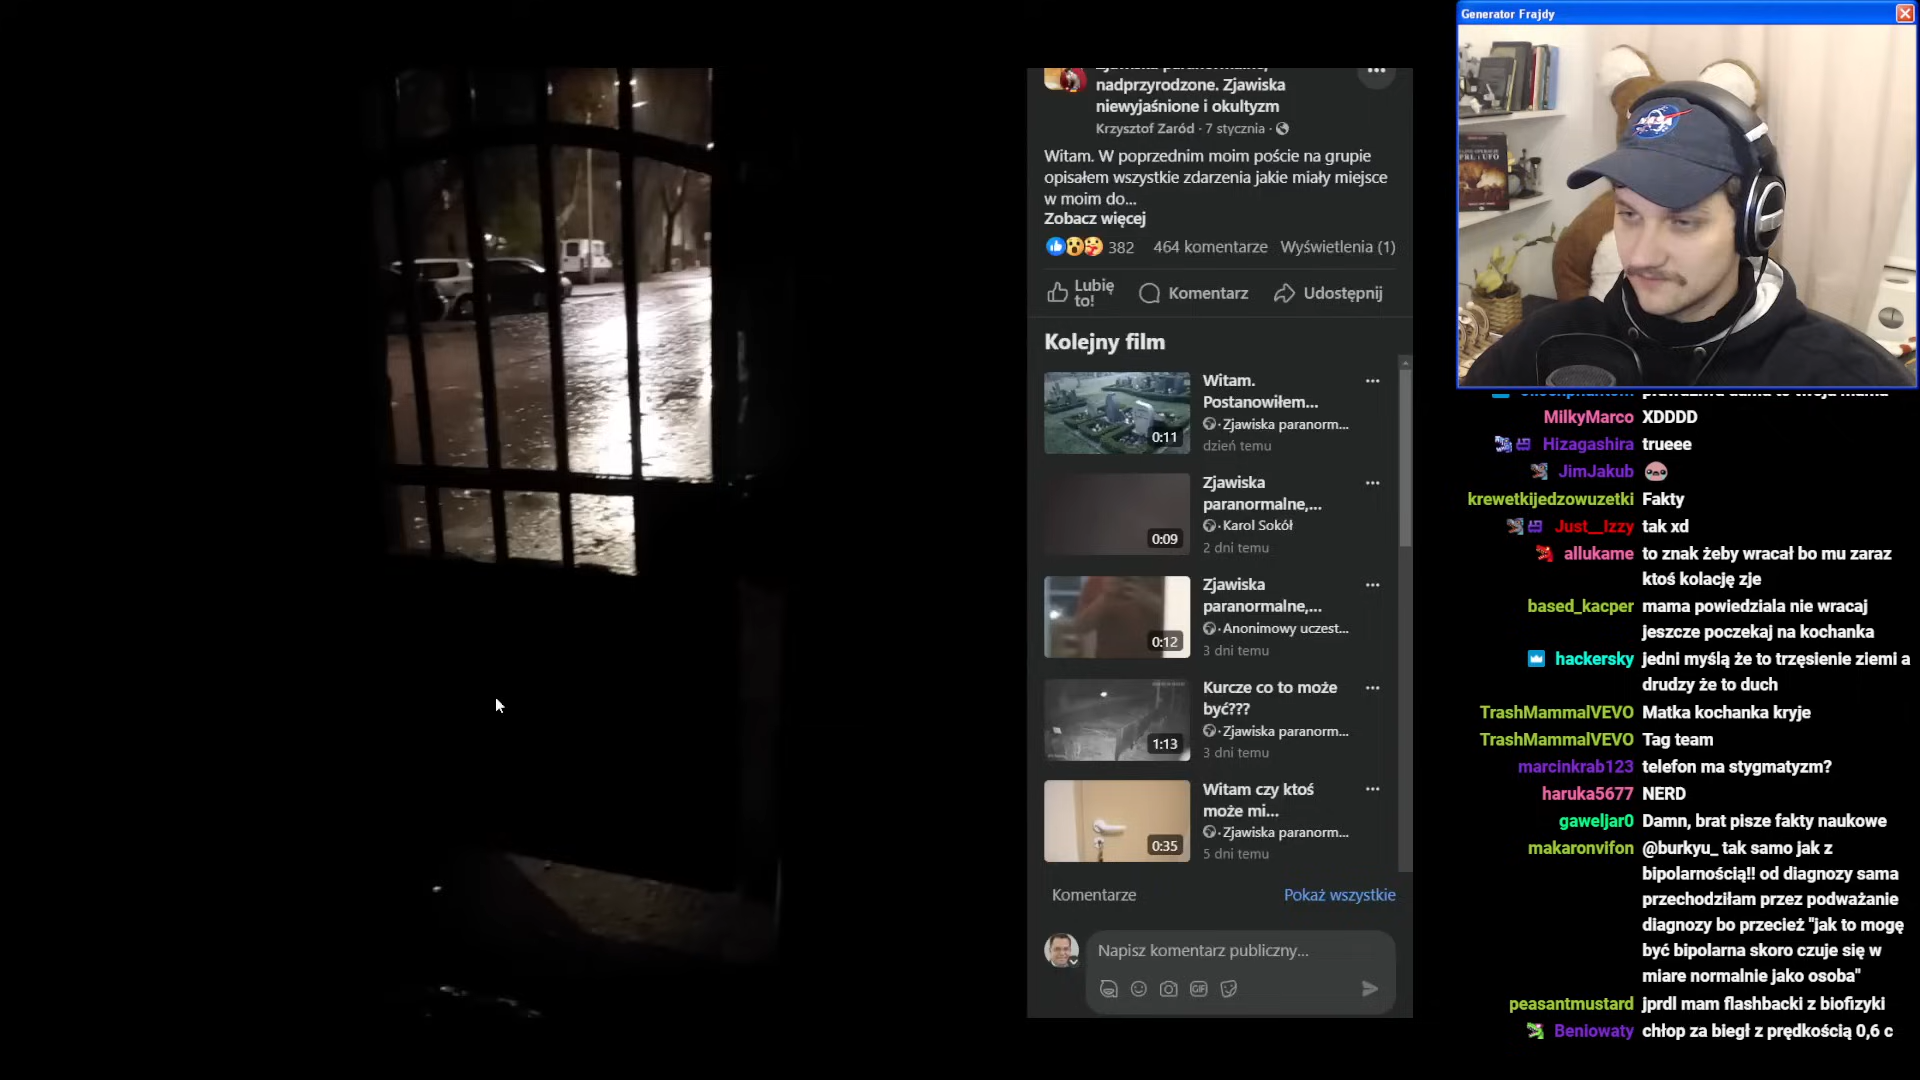 Generator Frajdy
nadprzyrodzone. Zjawiska
niewyjaśnione i okultyzm
Krzysztof Zaród · 7 stycznia ·
Witam. W poprzednim moim poście na grupie
opisałem wszystkie zdarzenia jakie miały miejsce
w moim do...
Zobacz więcej
382 464 komentarze Wyświetlenia (1)
Lubię to!
Komentarz
Udostępnij
Kolejny film
Witam.
Postanowiłem...
Zjawiska paranorm...
dzień temu
0:11
Zjawiska
paranormalne,...
Karol Sokół
2 dni temu
0:09
Zjawiska
paranormalne,...
Anonimowy uczest...
3 dni temu
0:12
Kurcze co to może
być???
Zjawiska paranorm...
3 dni temu
1:13
Witam czy ktoś
może mi...
Zjawiska paranorm...
5 dni temu
0:35
Komentarze Pokaż wszystkie
Napisz komentarz publiczny...
GIF
MilkyMarco XDDDD
Hizagashira trueee
JimJakub
krewetkijedzowuzetki Fakty
Just__Izzy tak xd
allukame to znak żeby wracał bo mu zaraz
ktoś kolację zje
based_kacper mama powiedziala nie wracaj
jeszcze poczekaj na kochanka
hackersky jedni myślą że to trzęsienie ziemi a
drudzy że to duch
TrashMammalVEVO Matka kochanka kryje
TrashMammalVEVO Tag team
marcinkrab123 telefon ma stygmatyzm?
haruka5677 NERD
gaweljar0 Damn, brat pisze fakty naukowe
makaronvifon @burkyu_ tak samo jak z
bipolarnością!! od diagnozy sama
przechodziłam przez podważanie
diagnozy bo przecież "jak to mogę
być bipolarna skoro czuje się w
miare normalnie jako osoba"
peasantmustard jprdl mam flashbacki z biofizyki
Beniowaty chłop za biegł z prędkością 0,6 c